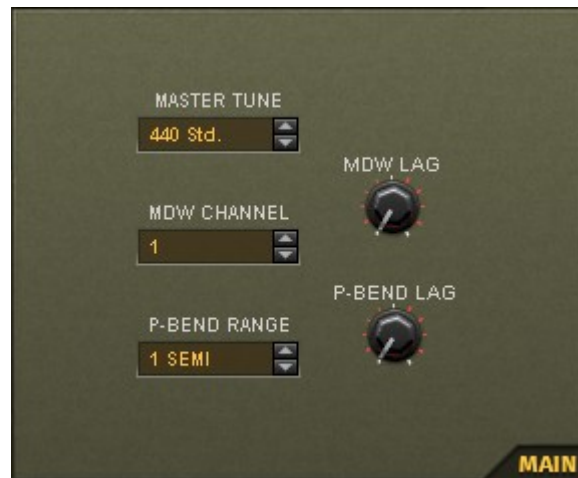 MASTER TUNE
440 Std.
MDW LAG
MDW CHANNEL
1
P-BEND LAG
P-BEND RANGE
1 SEMI
MAIN